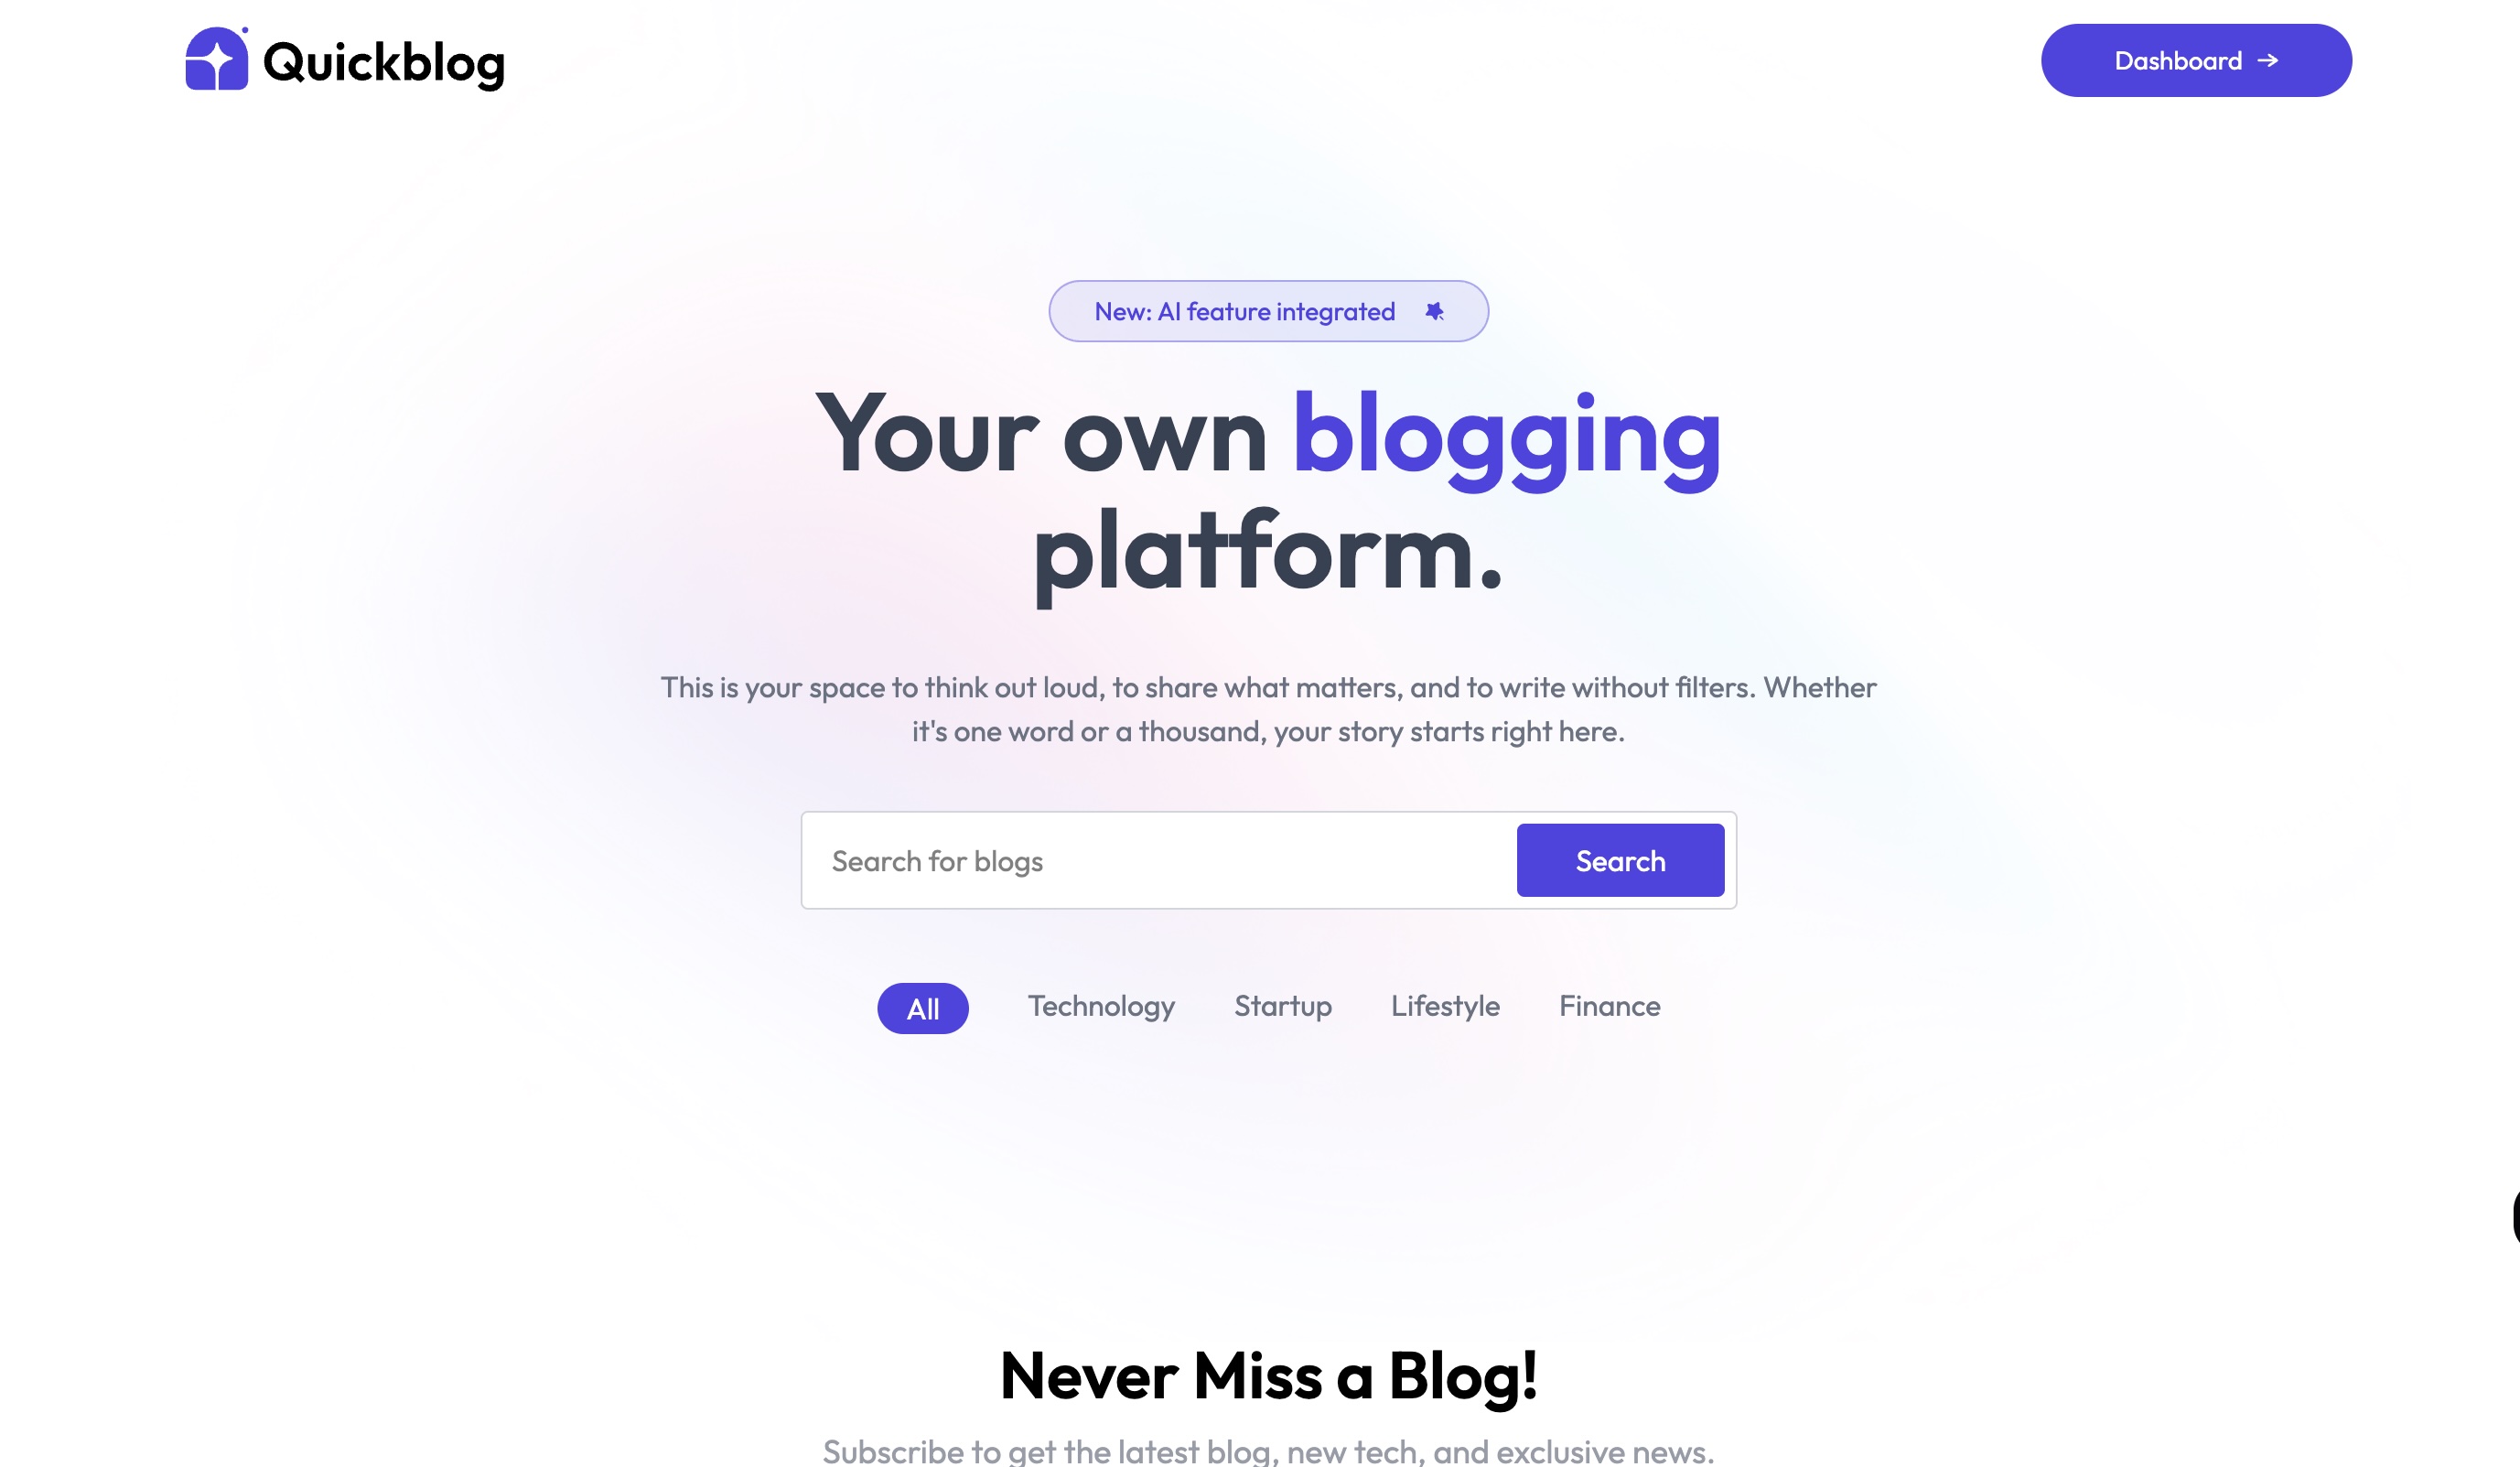 Quickblog
Dashboard →
New: AI feature integrated
Your own blogging
platform.
This is your space to think out loud, to share what matters, and to write without filters. Whether
it's one word or a thousand, your story starts right here.
Search for blogs
Search
All Technology Startup Lifestyle Finance
Never Miss a Blog!
Subscribe to get the latest blog, new tech, and exclusive news.